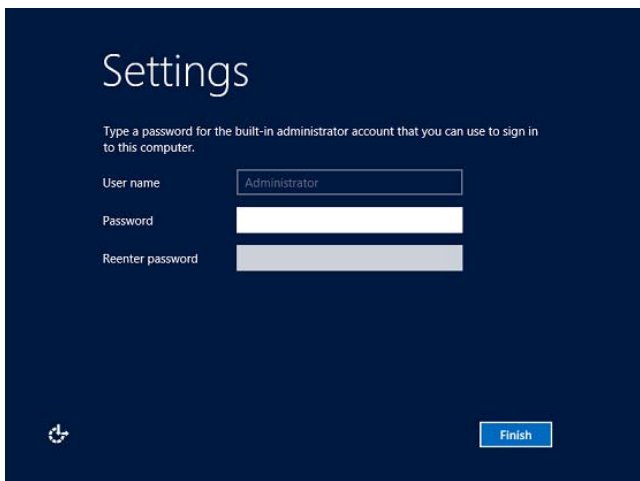 Settings
Type a password for the built-in administrator account that you can use to sign in
to this computer.
User name Administrator
Password
Reenter password
Finish